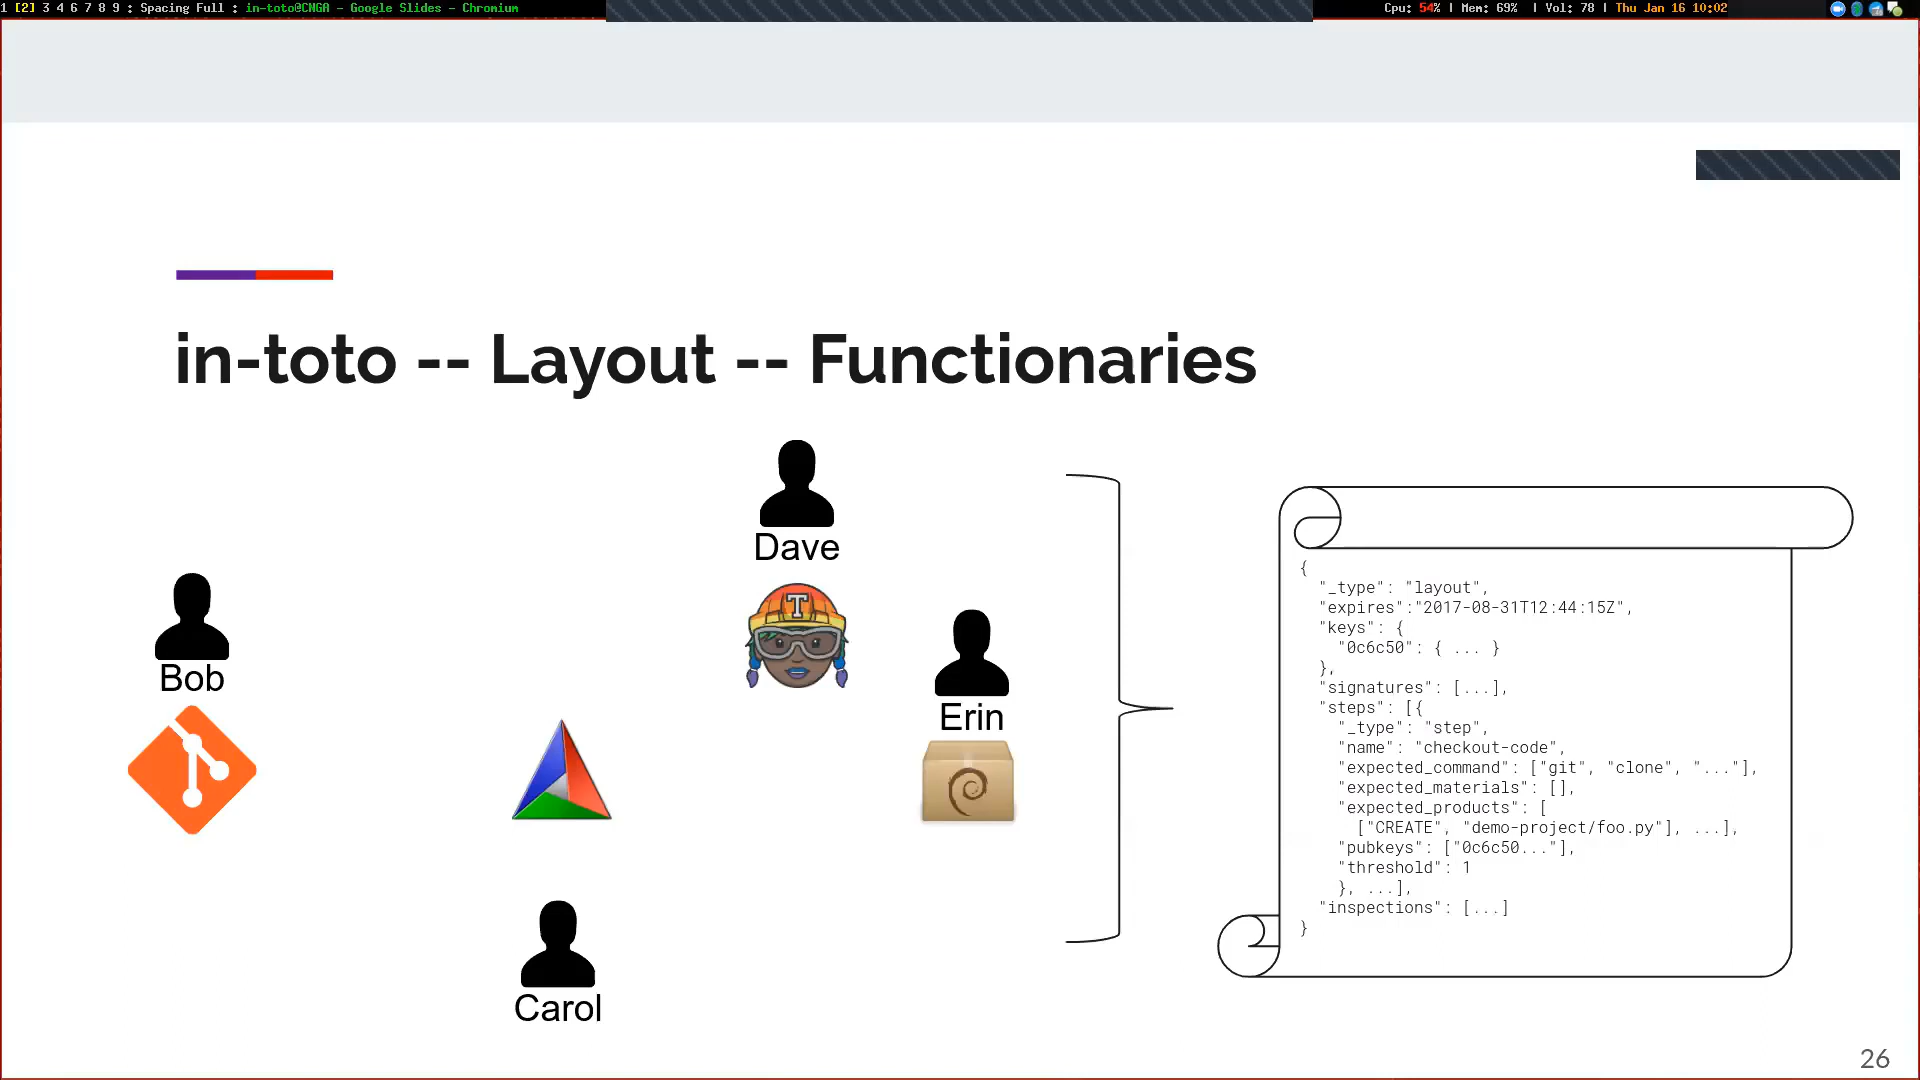 1 [2] 3 4 6 7 8 9 : Spacing Full : in-toto@CNGA - Google Slides - Chromium
Cpu: 54% | Mem: 69% | Vol: 78 | Thu Jan 16 10:02
in-toto -- Layout -- Functionaries
Dave
T
Bob
Erin
Carol
{
"_type": "layout",
"expires":"2017-08-31T12:44:15Z",
"keys": {
"0c6c50": { ... }
},
"signatures": [...],
"steps": [{
"_type": "step",
"name": "checkout-code",
"expected_command": ["git", "clone", "..."],
"expected_materials": [],
"expected_products": [
["CREATE", "demo-project/foo.py"], ...],
"pubkeys": ["0c6c50..."],
"threshold": 1
}, ...],
"inspections": [...]
}
26